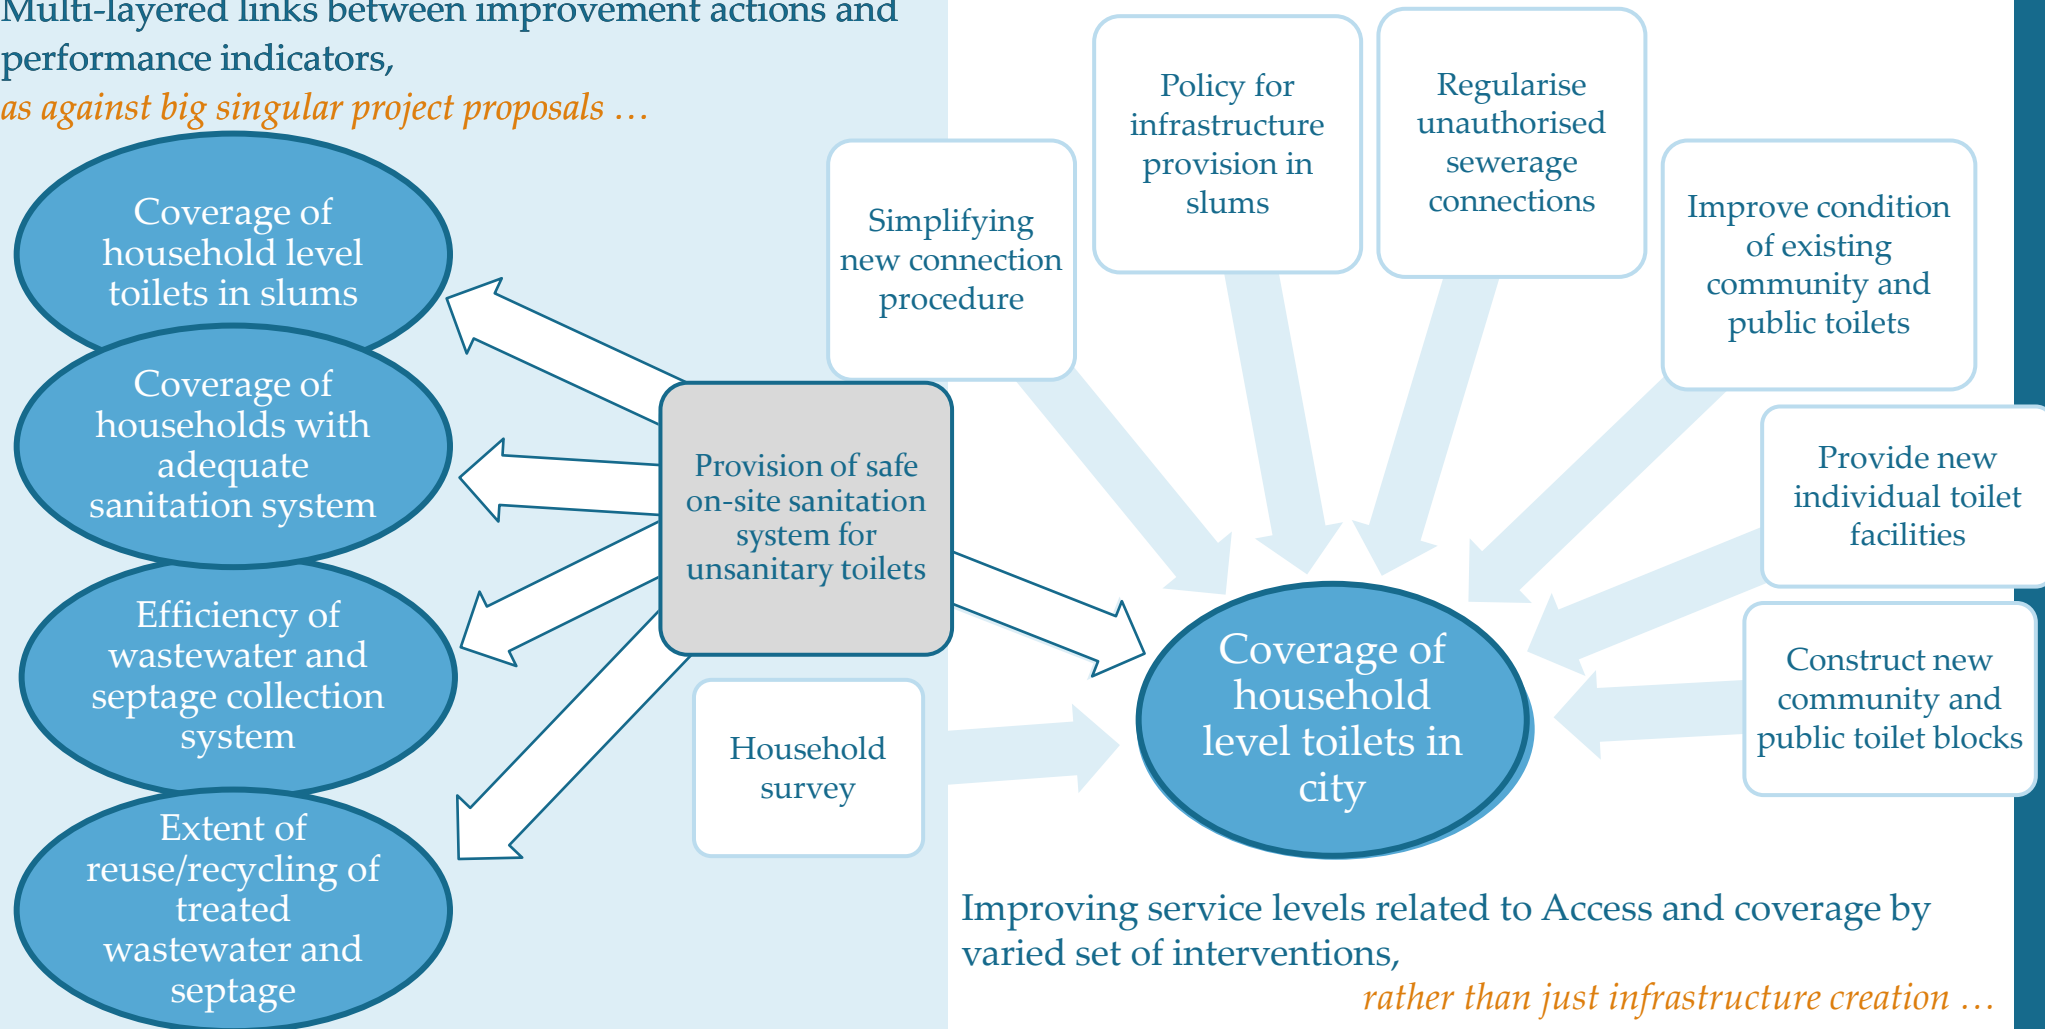 Multi-layered links between improvement actions and
performance indicators,
as against big singular project proposals …
Coverage of
household level
toilets in slums
Coverage of
households with
adequate
sanitation system
Efficiency of
wastewater and
septage collection
system
Extent of
reuse/recycling of
treated
wastewater and
septage
Provision of safe
on-site sanitation
system for
unsanitary toilets
Household
survey
Simplifying
new connection
procedure
Policy for
infrastructure
provision in
slums
Regularise
unauthorised
sewerage
connections
Improve condition
of existing
community and
public toilets
Provide new
individual toilet
facilities
Construct new
community and
public toilet blocks
Coverage of
household
level toilets in
city
Improving service levels related to Access and coverage by
varied set of interventions,
rather than just infrastructure creation …